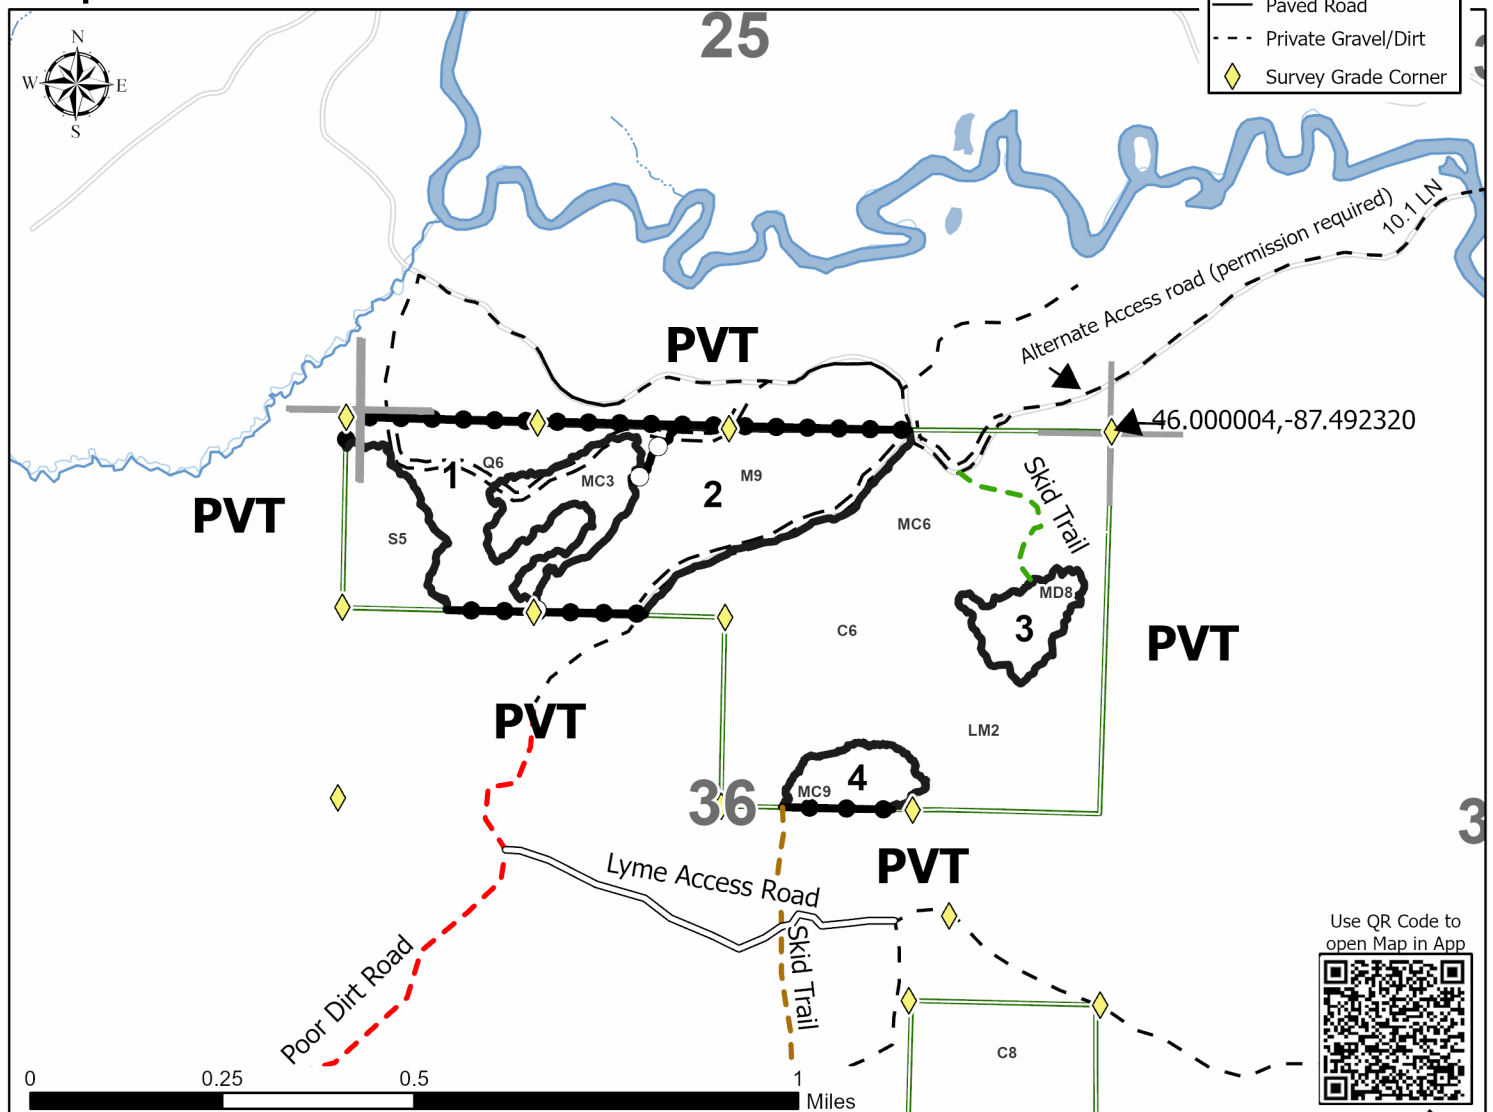 Paved Road
25
N
Private Gravel/Dirt
W
E
Survey Grade Corner
S
10.1 LN
Alternate Access road (permission required)
PVT
46.000004,-87.492320
Q6
1
MC3
M9
2
Skid Trail
PVT
S5
MC6
MD8
3
C6
PVT
PVT
LM2
4
MC9
36
PVT
Lyme Access Road
Use QR Code to
open Map in App
Skid Trail
Poor Dirt Road
C8
0
0.25
0.5
1
Miles